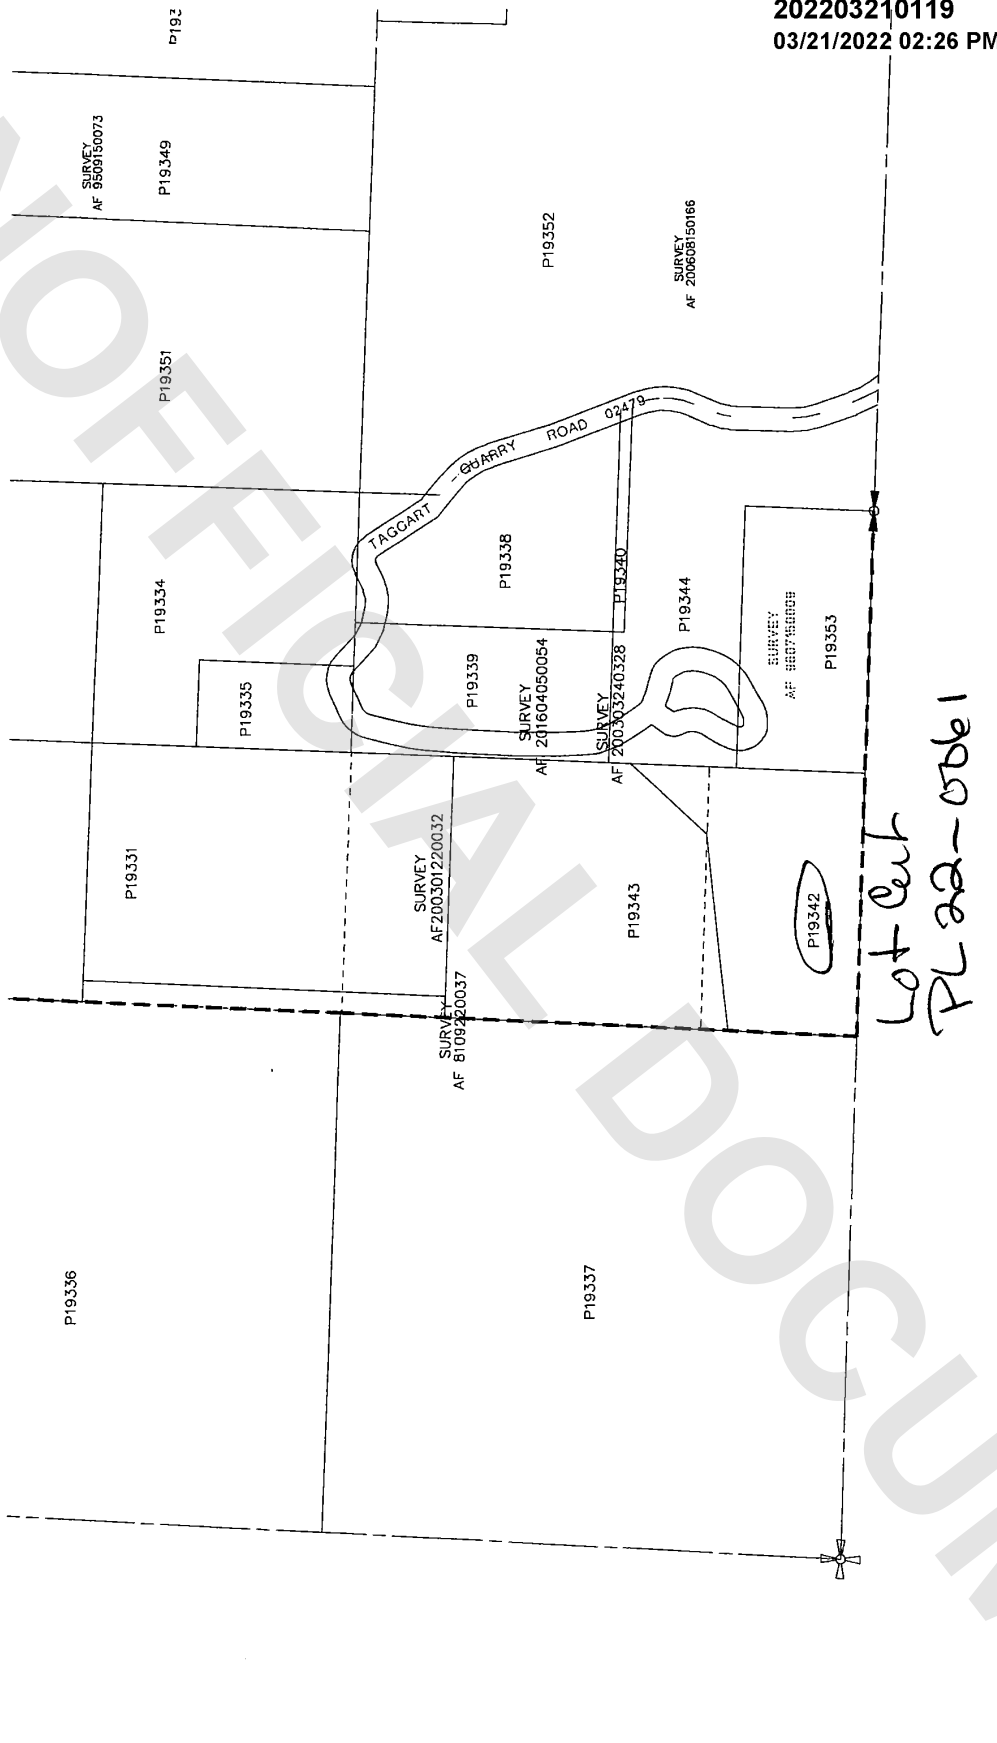 202203210119
03/21/2022 02:26 PM
P193
SURVEY
AF 9509150073
P19349
P19352
SURVEY
AF 200608150166
P19351
TAGGART QUARRY ROAD 02479
P19334
P19338
P19340
P19344
SURVEY
P19353
P19335
P19339
SURVEY
AF 201604050054
SURVEY
AF 200303240328
P19331
SURVEY
AF200301220032
P19343
P19342
SURVEY
AF 8109220037
Lot Cert
PL22-0061
P19336
P19337
NOFFICIAL DOCUM